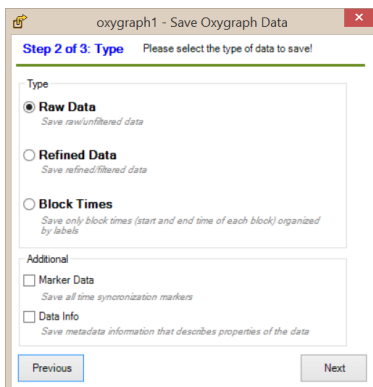 oxygraph1 - Save Oxygraph Data
Step 2 of 3: Type Please select the type of data to save!
Type
Raw Data
Save raw/unfiltered data
Refined Data
Save refined/filtered data
Block Times
Save only block times (start and end time of each block) organized
by labels
Additional
Marker Data
Save all time syncronization markers
Data Info
Save metadata information that describes properties of the data
Previous Next